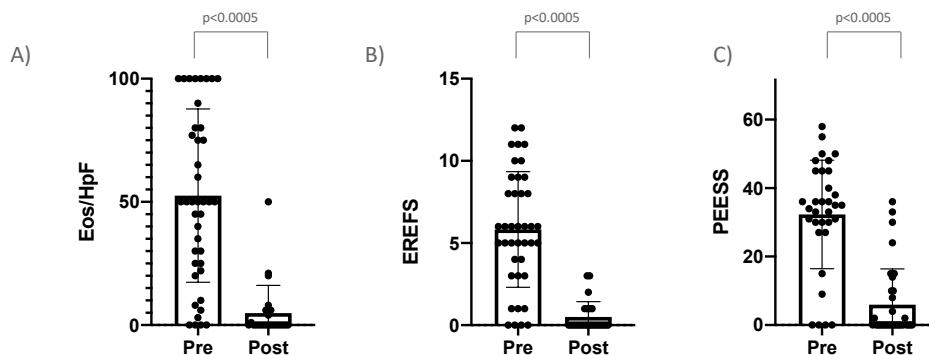 p<0.0005
p<0.0005
p<0.0005
A)
B)
C)
Eos/HpF
100
50
0
Pre
Post
EREFS
15
10
5
0
Pre
Post
PEESS
60
40
20
0
Pre
Post